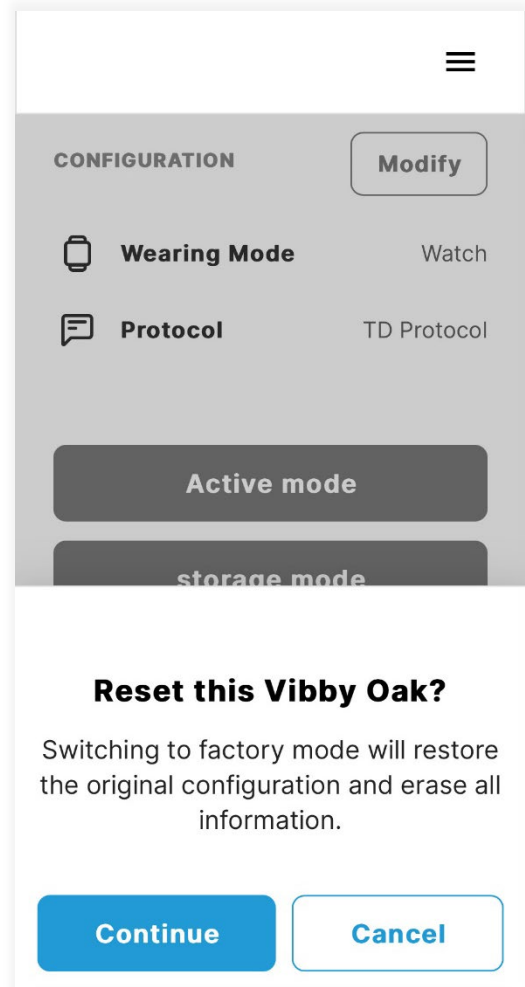 CONFIGURATION
Modify
Wearing Mode
Watch
Protocol
TD Protocol
Active mode
storage mode
Reset this Vibby Oak?
Switching to factory mode will restore
the original configuration and erase all
information.
Continue
Cancel